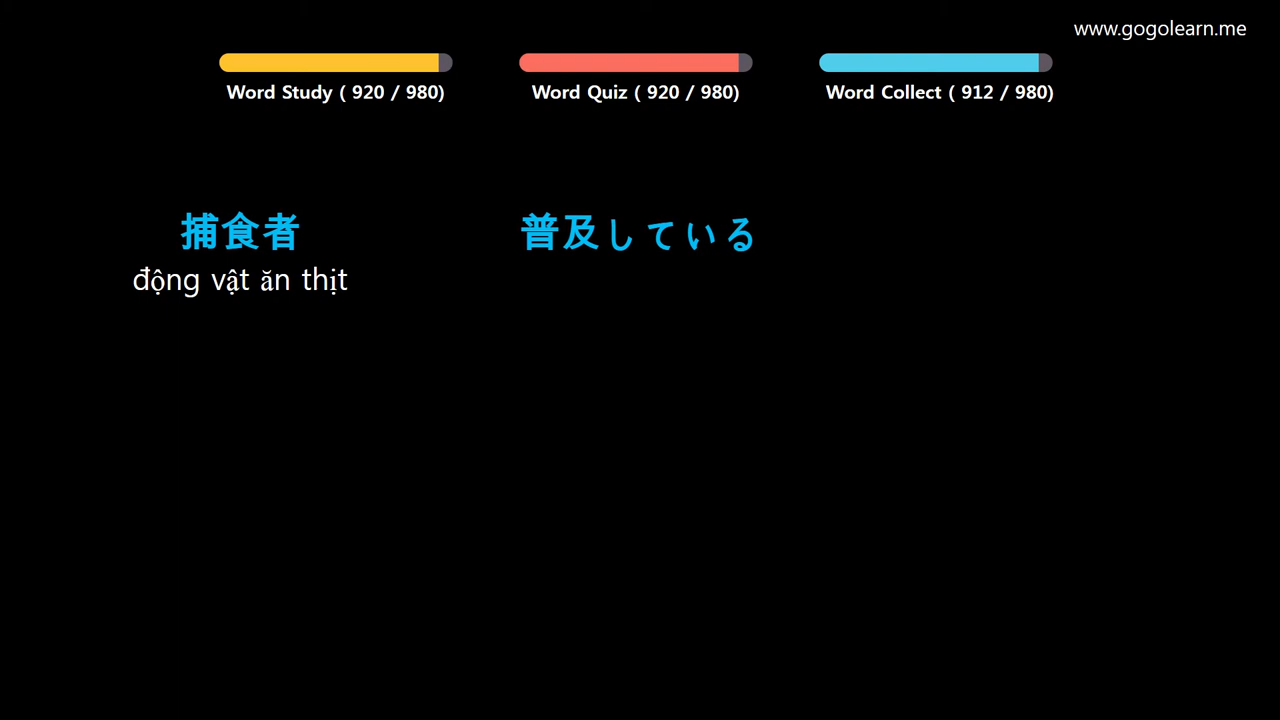 www.gogolearn.me
Word Study ( 920 / 980)
Word Quiz ( 920 / 980)
Word Collect ( 912 / 980)
捕食者
động vật ăn thịt
普及している